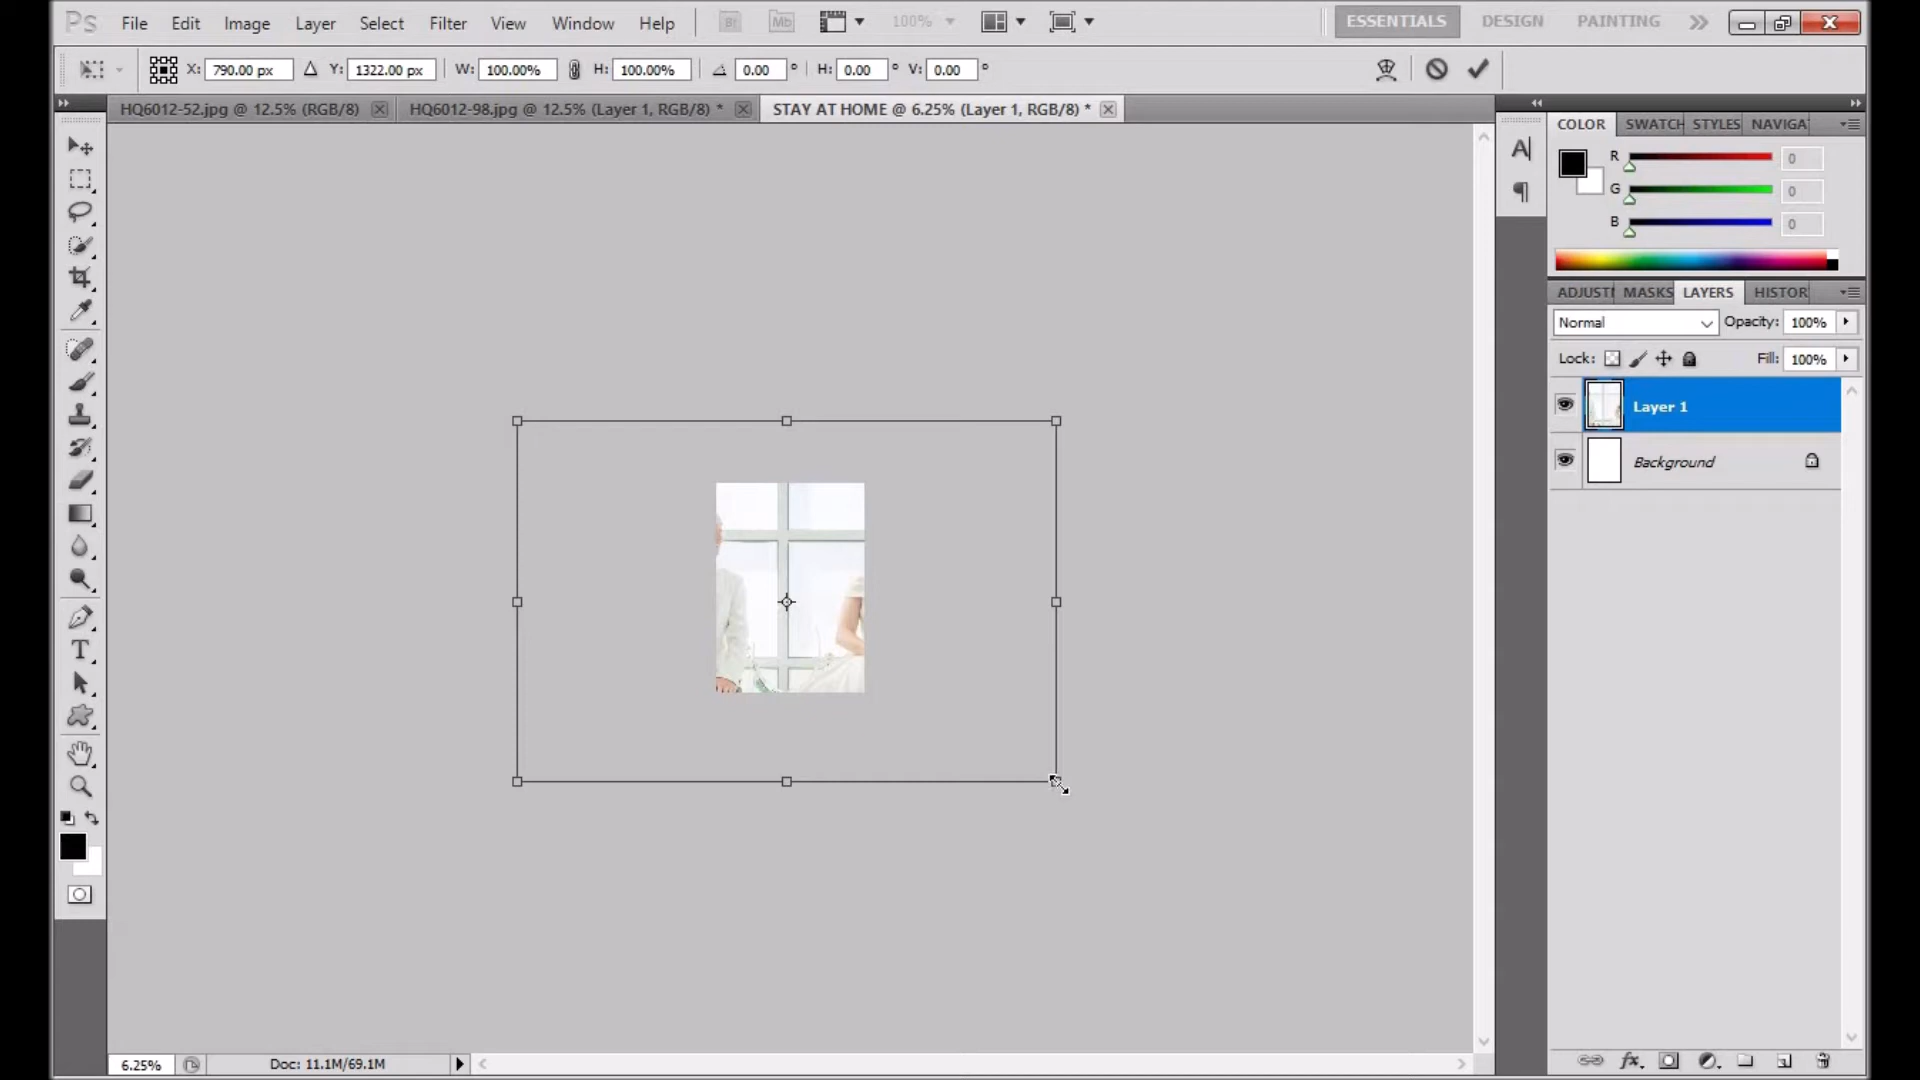 Ps File Edit Image Layer Select Filter View Window Help Br Mb 100% ESSENTIALS DESIGN PAINTING
X: 790.00 px Y: 1322.00 px W: 100.00% H: 100.00% 0.00 ° H: 0.00 ° V: 0.00 °
HQ6012-52.jpg @ 12.5% (RGB/8) HQ6012-98.jpg @ 12.5% (Layer 1, RGB/8) * STAY AT HOME @ 6.25% (Layer 1, RGB/8) *
COLOR SWATCH STYLES NAVIGA
R 0
G 0
B 0
ADJUSTM MASKS LAYERS HISTOR
Normal Opacity: 100%
Lock: Fill: 100%
Layer 1
Background
6.25% Doc: 11.1M/69.1M